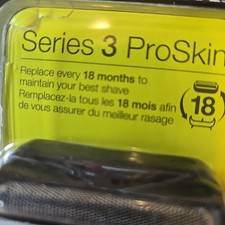 Series 3 ProSkin
Replace every 18 months to
maintain your best shave
Remplacez-la tous les 18 mois afin
de vous assurer du meilleur rasage
18